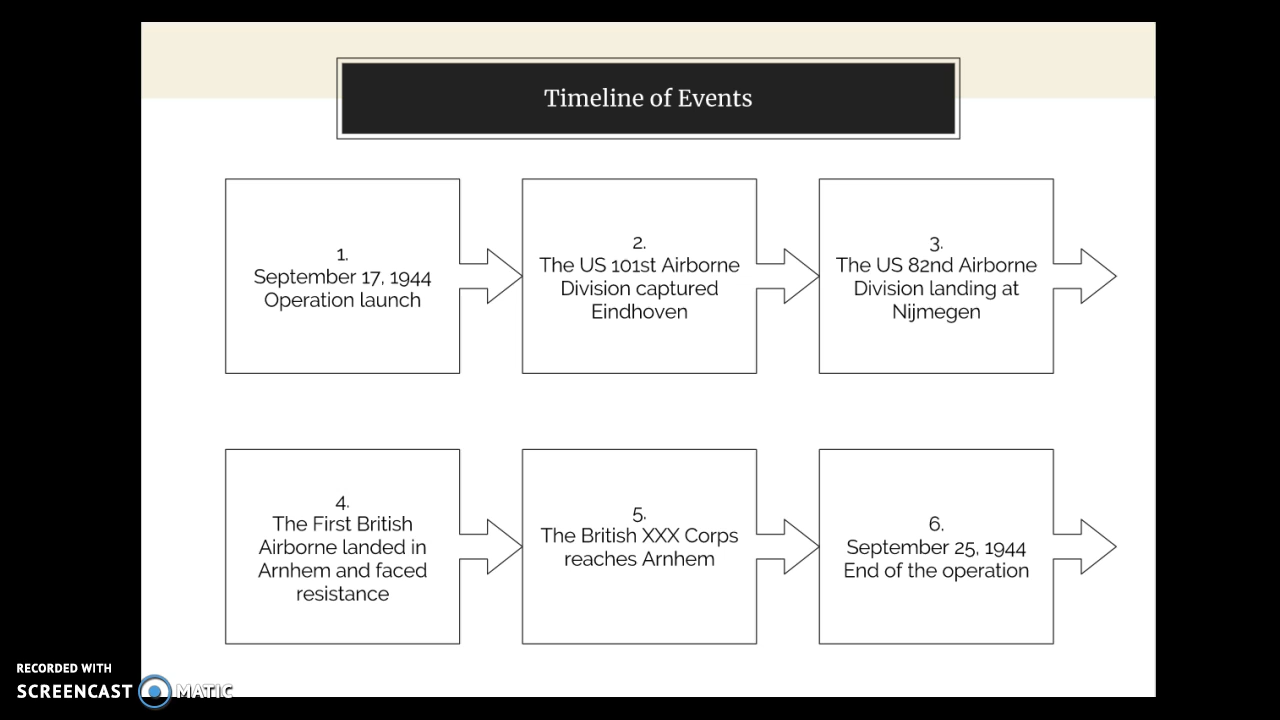 Timeline of Events
1.
September 17, 1944
Operation launch
2.
The US 101st Airborne
Division captured
Eindhoven
3.
The US 82nd Airborne
Division landing at
Nijmegen
4.
The First British
Airborne landed in
Arnhem and faced
resistance
5.
The British XXX Corps
reaches Arnhem
6.
September 25, 1944
End of the operation
RECORDED WITH
SCREENCAST MATIC